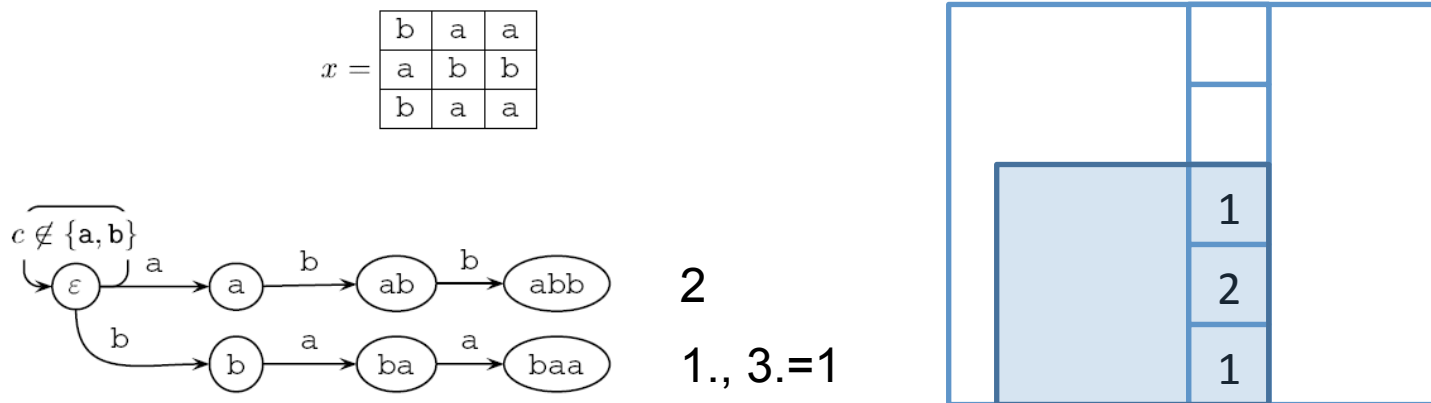 b a a
x = a b b
b a a
c ∉ {a, b}
ε a a b ab b abb 2
b b a ba a baa 1., 3.=1
1
2
1